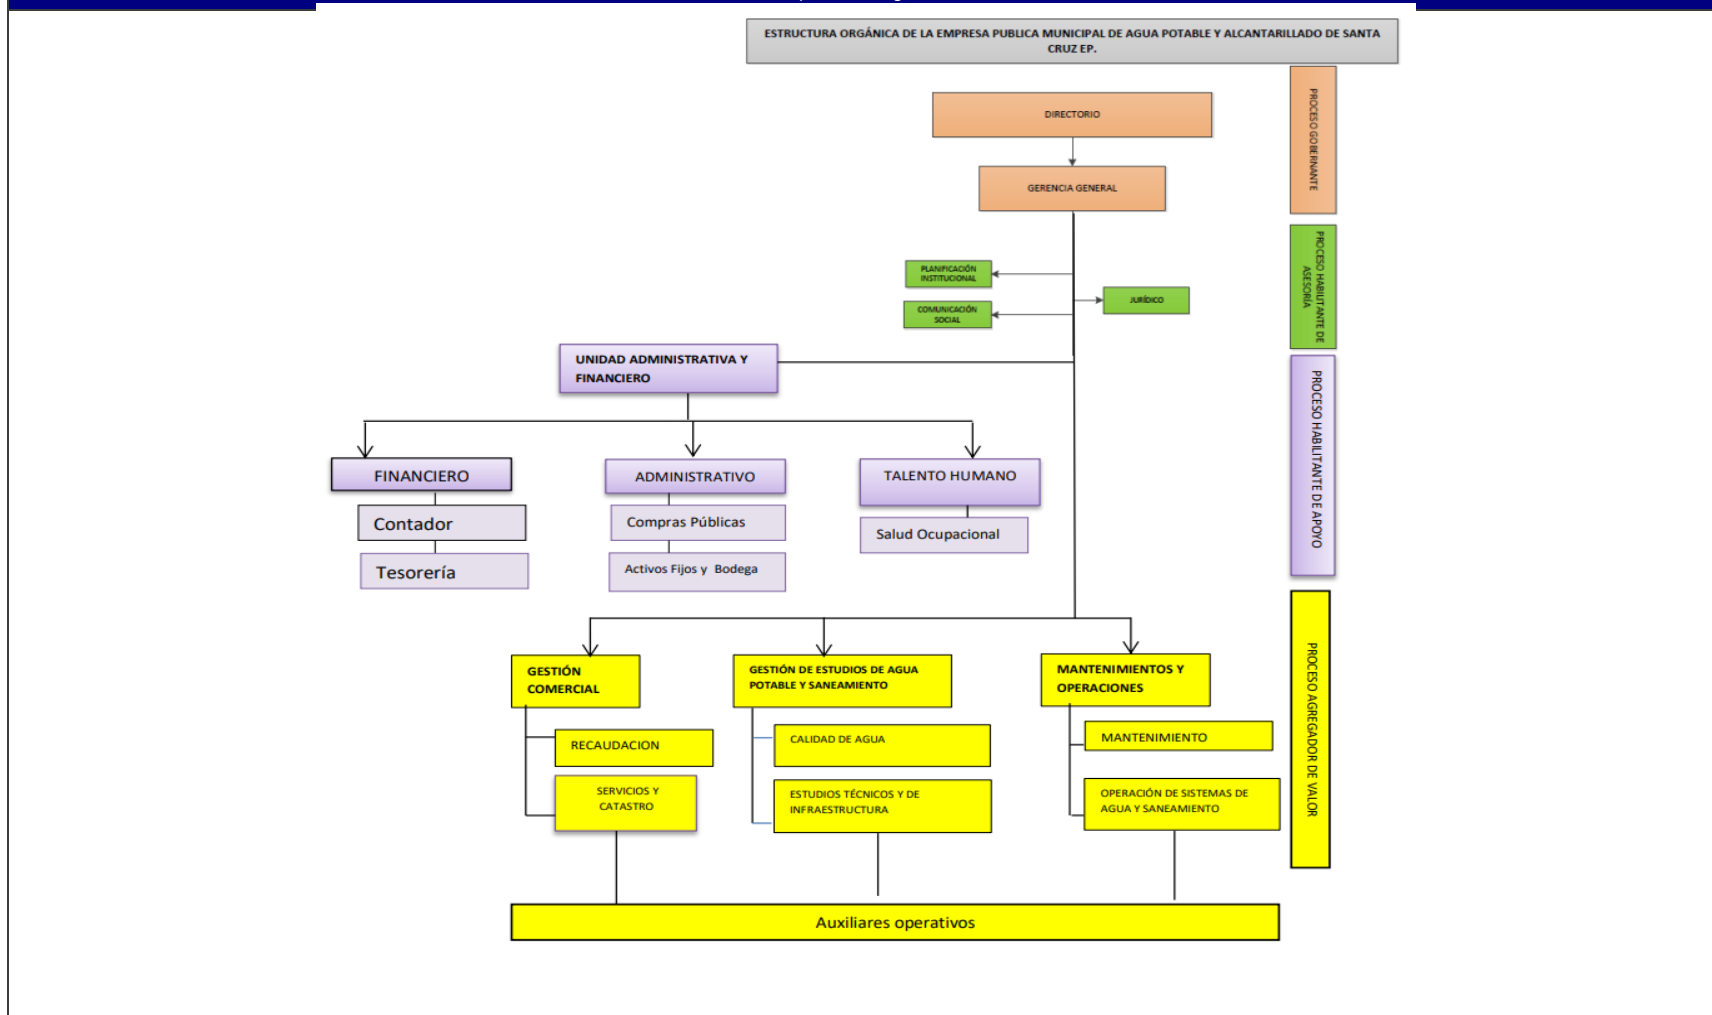 ESTRUCTURA ORGÁNICA DE LA EMPRESA PUBLICA MUNICIPAL DE AGUA POTABLE Y ALCANTARILLADO DE SANTA
CRUZ EP.
DIRECTORIO
PROCESO GOBERNANTE
GERENCIA GENERAL
PLANIFICACIÓN
INSTITUCIONAL
JURÍDICO
COMUNICACIÓN
SOCIAL
PROCESO HABILITANTE DE
ASESORÍA
UNIDAD ADMINISTRATIVA Y
FINANCIERO
PROCESO HABILITANTE DE APOYO
FINANCIERO
ADMINISTRATIVO
TALENTO HUMANO
Contador
Compras Públicas
Salud Ocupacional
Tesorería
Activos Fijos y Bodega
GESTIÓN
COMERCIAL
GESTIÓN DE ESTUDIOS DE AGUA
POTABLE Y SANEAMIENTO
MANTENIMIENTOS Y
OPERACIONES
PROCESO AGREGADOR DE VALOR
RECAUDACION
CALIDAD DE AGUA
MANTENIMIENTO
SERVICIOS Y
CATASTRO
ESTUDIOS TÉCNICOS Y DE
INFRAESTRUCTURA
OPERACIÓN DE SISTEMAS DE
AGUA Y SANEAMIENTO
Auxiliares operativos